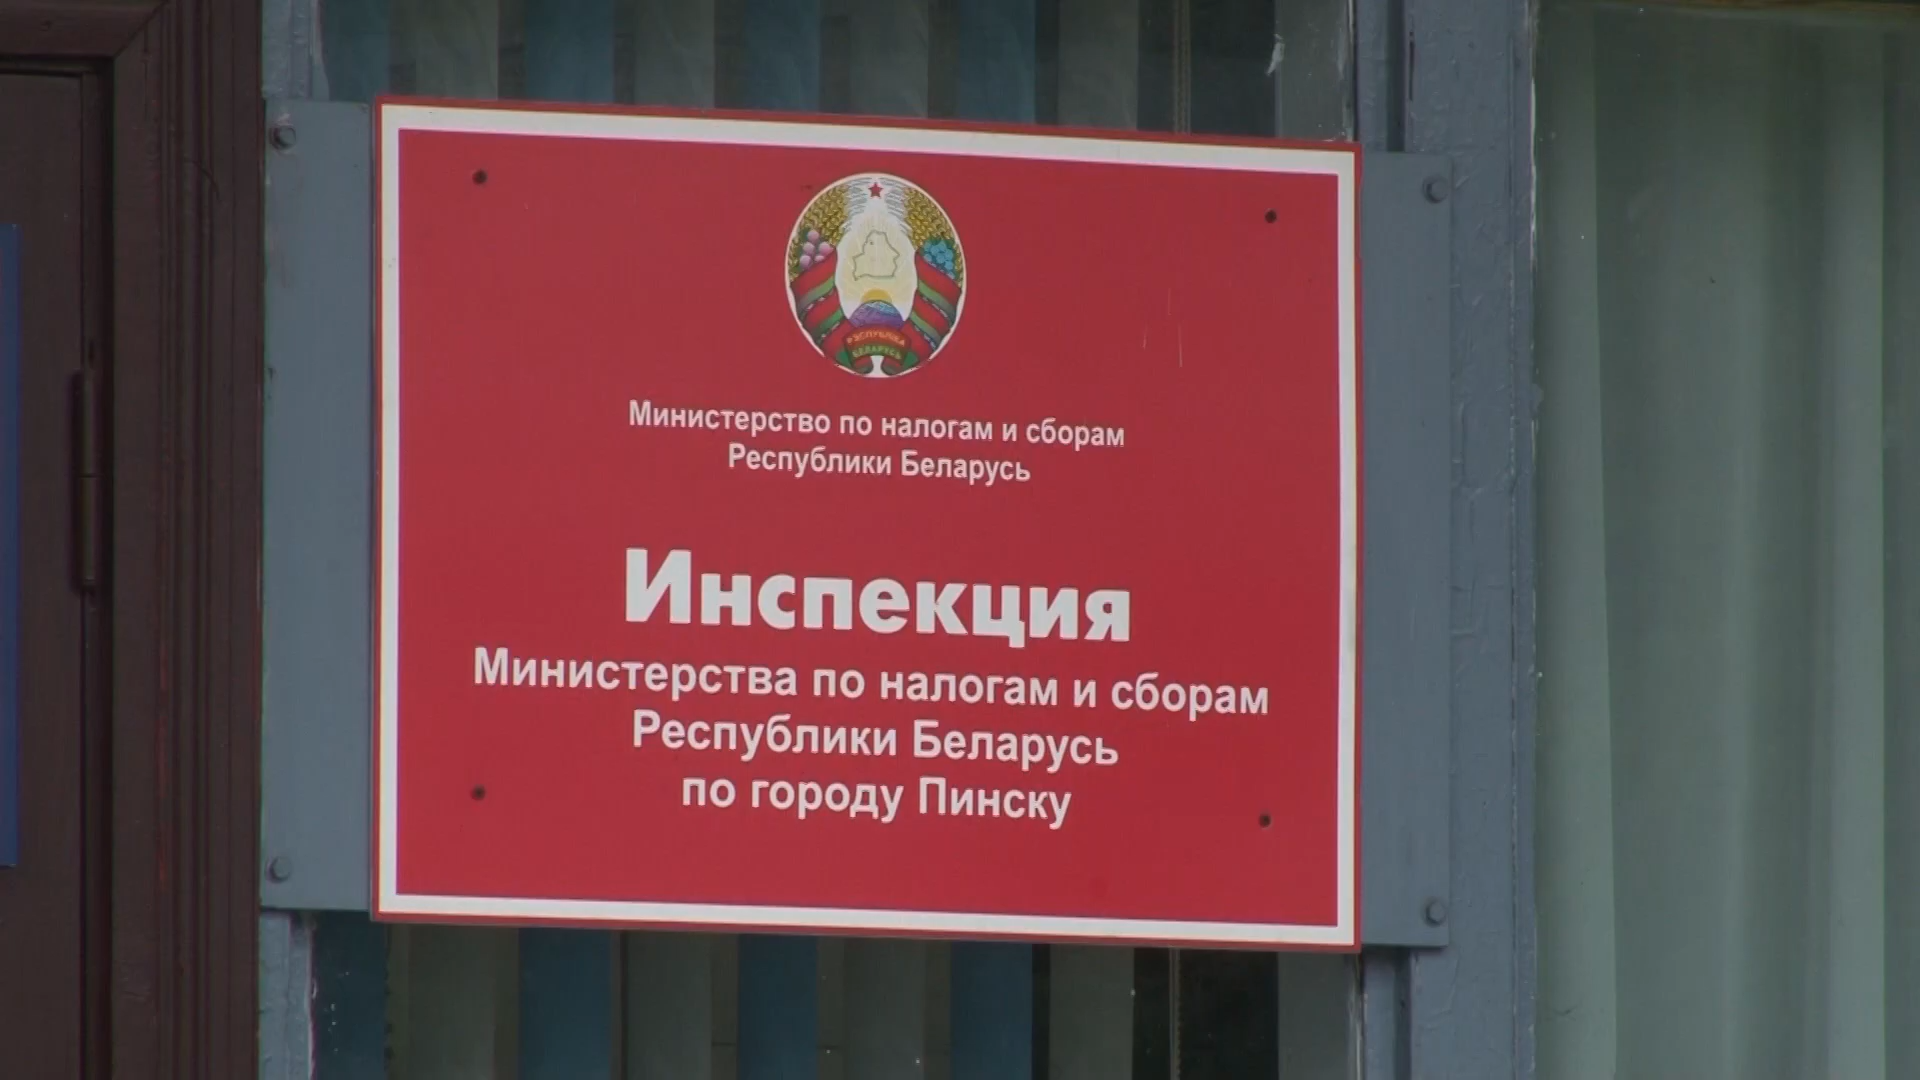 РЭСПУБЛІКА
БЕЛАРУСЬ
Министерство по налогам и сборам
Республики Беларусь
Инспекция
Министерства по налогам и сборам
Республики Беларусь
по городу Пинску